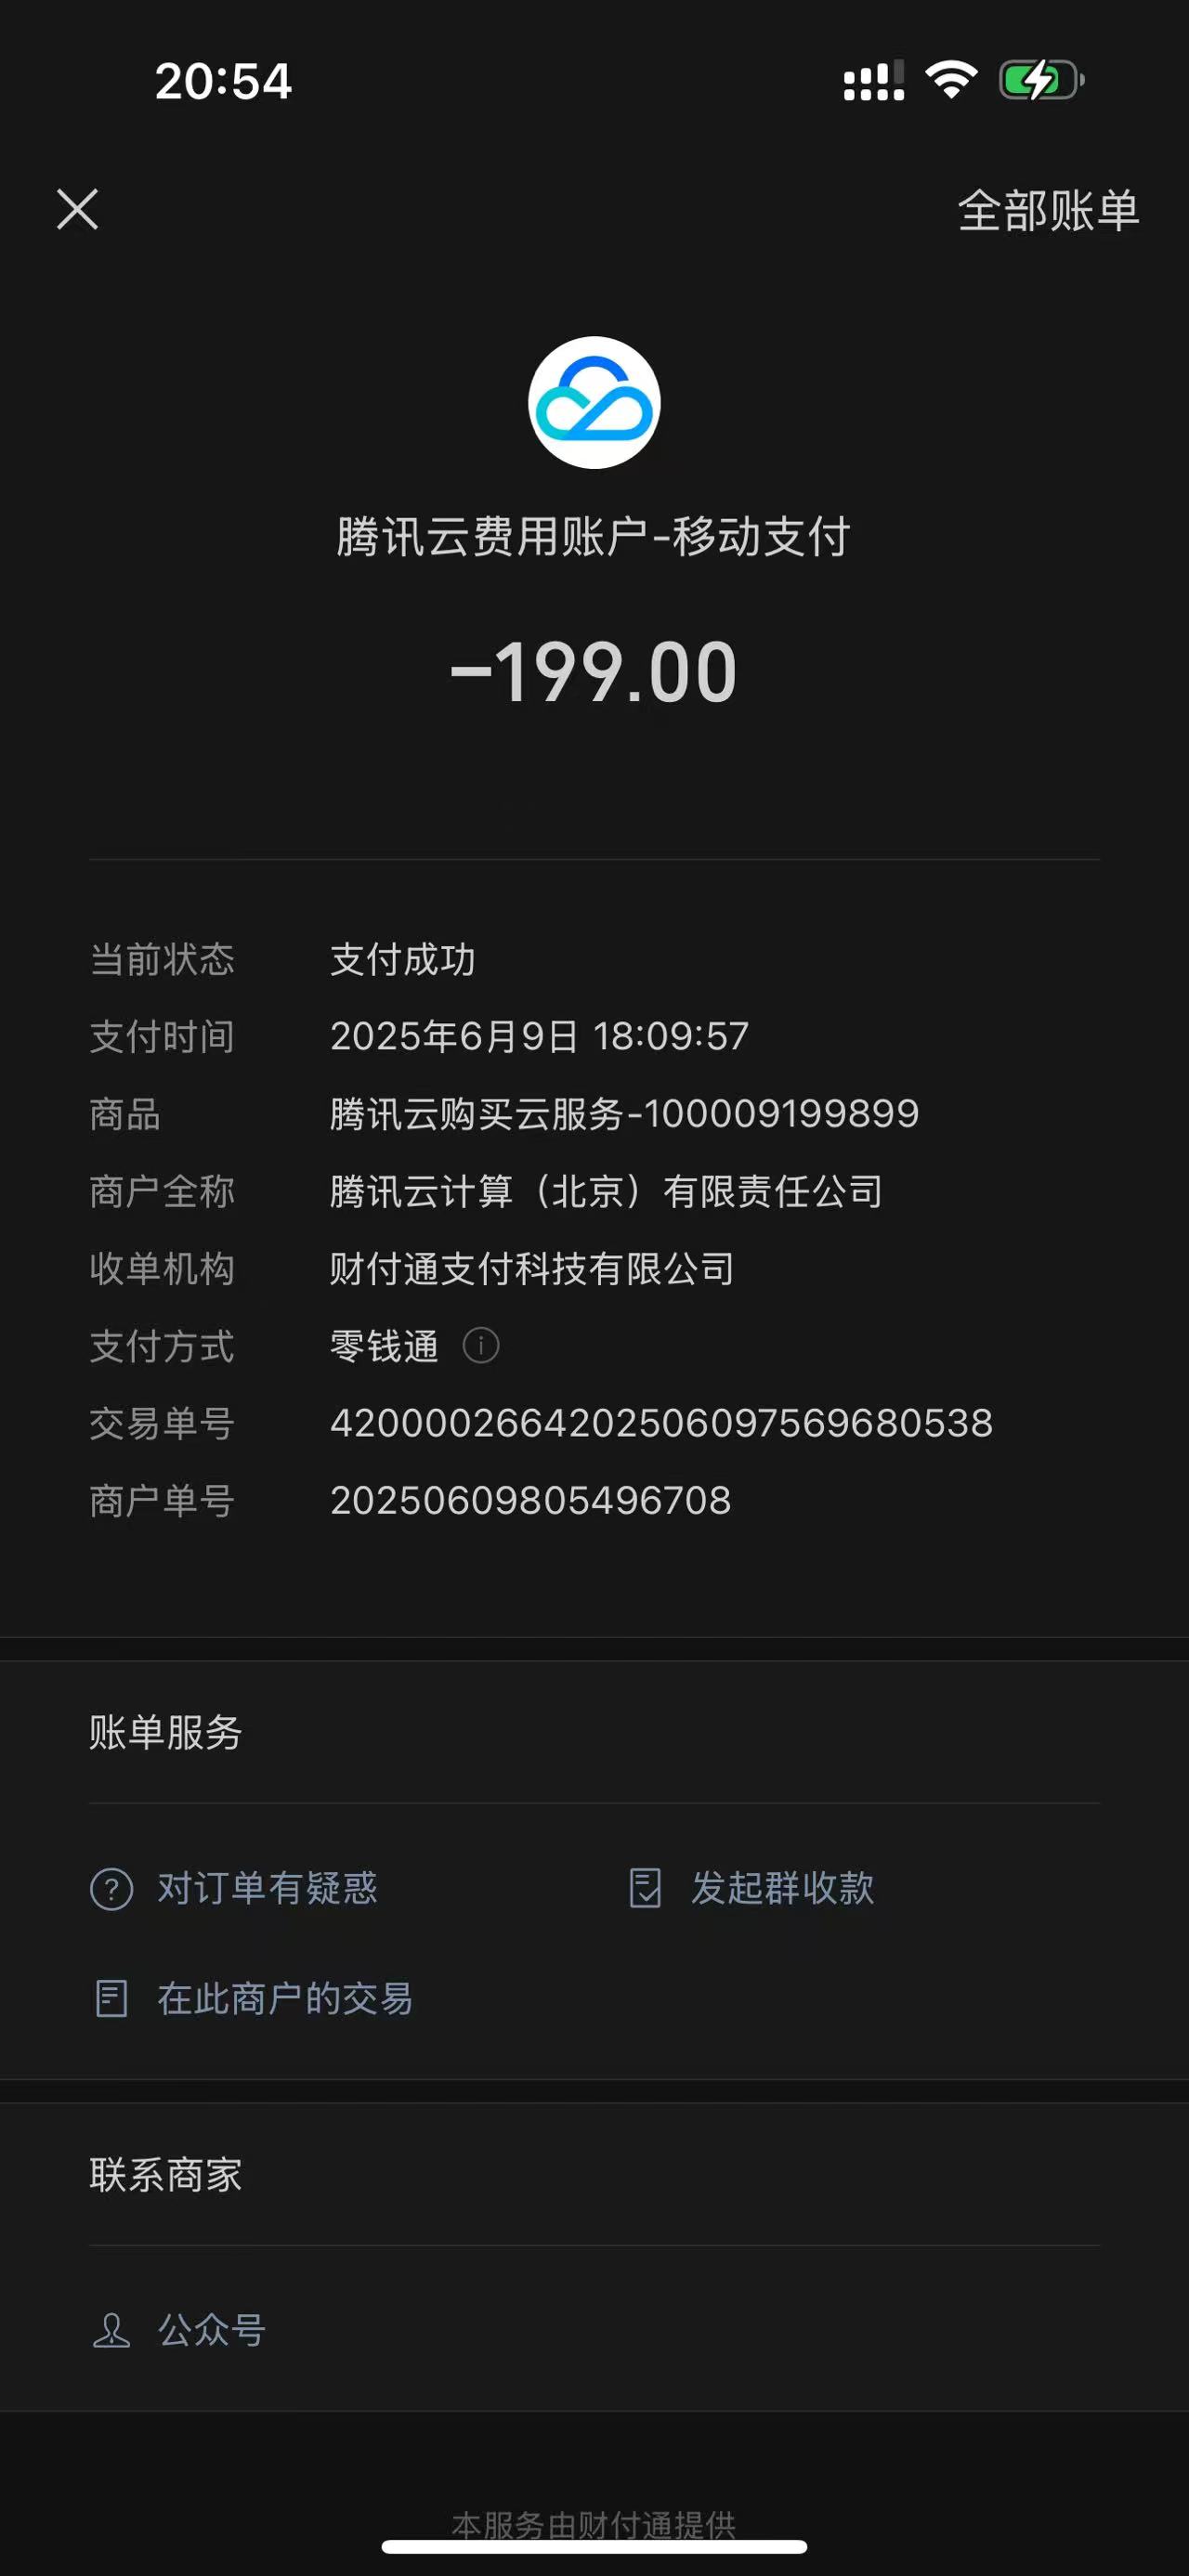 20:54
全部账单
腾讯云费用账户-移动支付
-199.00
当前状态 支付成功
支付时间 2025年6月9日 18:09:57
商品 腾讯云购买云服务-100009199899
商户全称 腾讯云计算（北京）有限责任公司
收单机构 财付通支付科技有限公司
支付方式 零钱通
交易单号 4200002664202506097569680538
商户单号 20250609805496708
账单服务
对订单有疑惑 发起群收款
在此商户的交易
联系商家
公众号
本服务由财付通提供